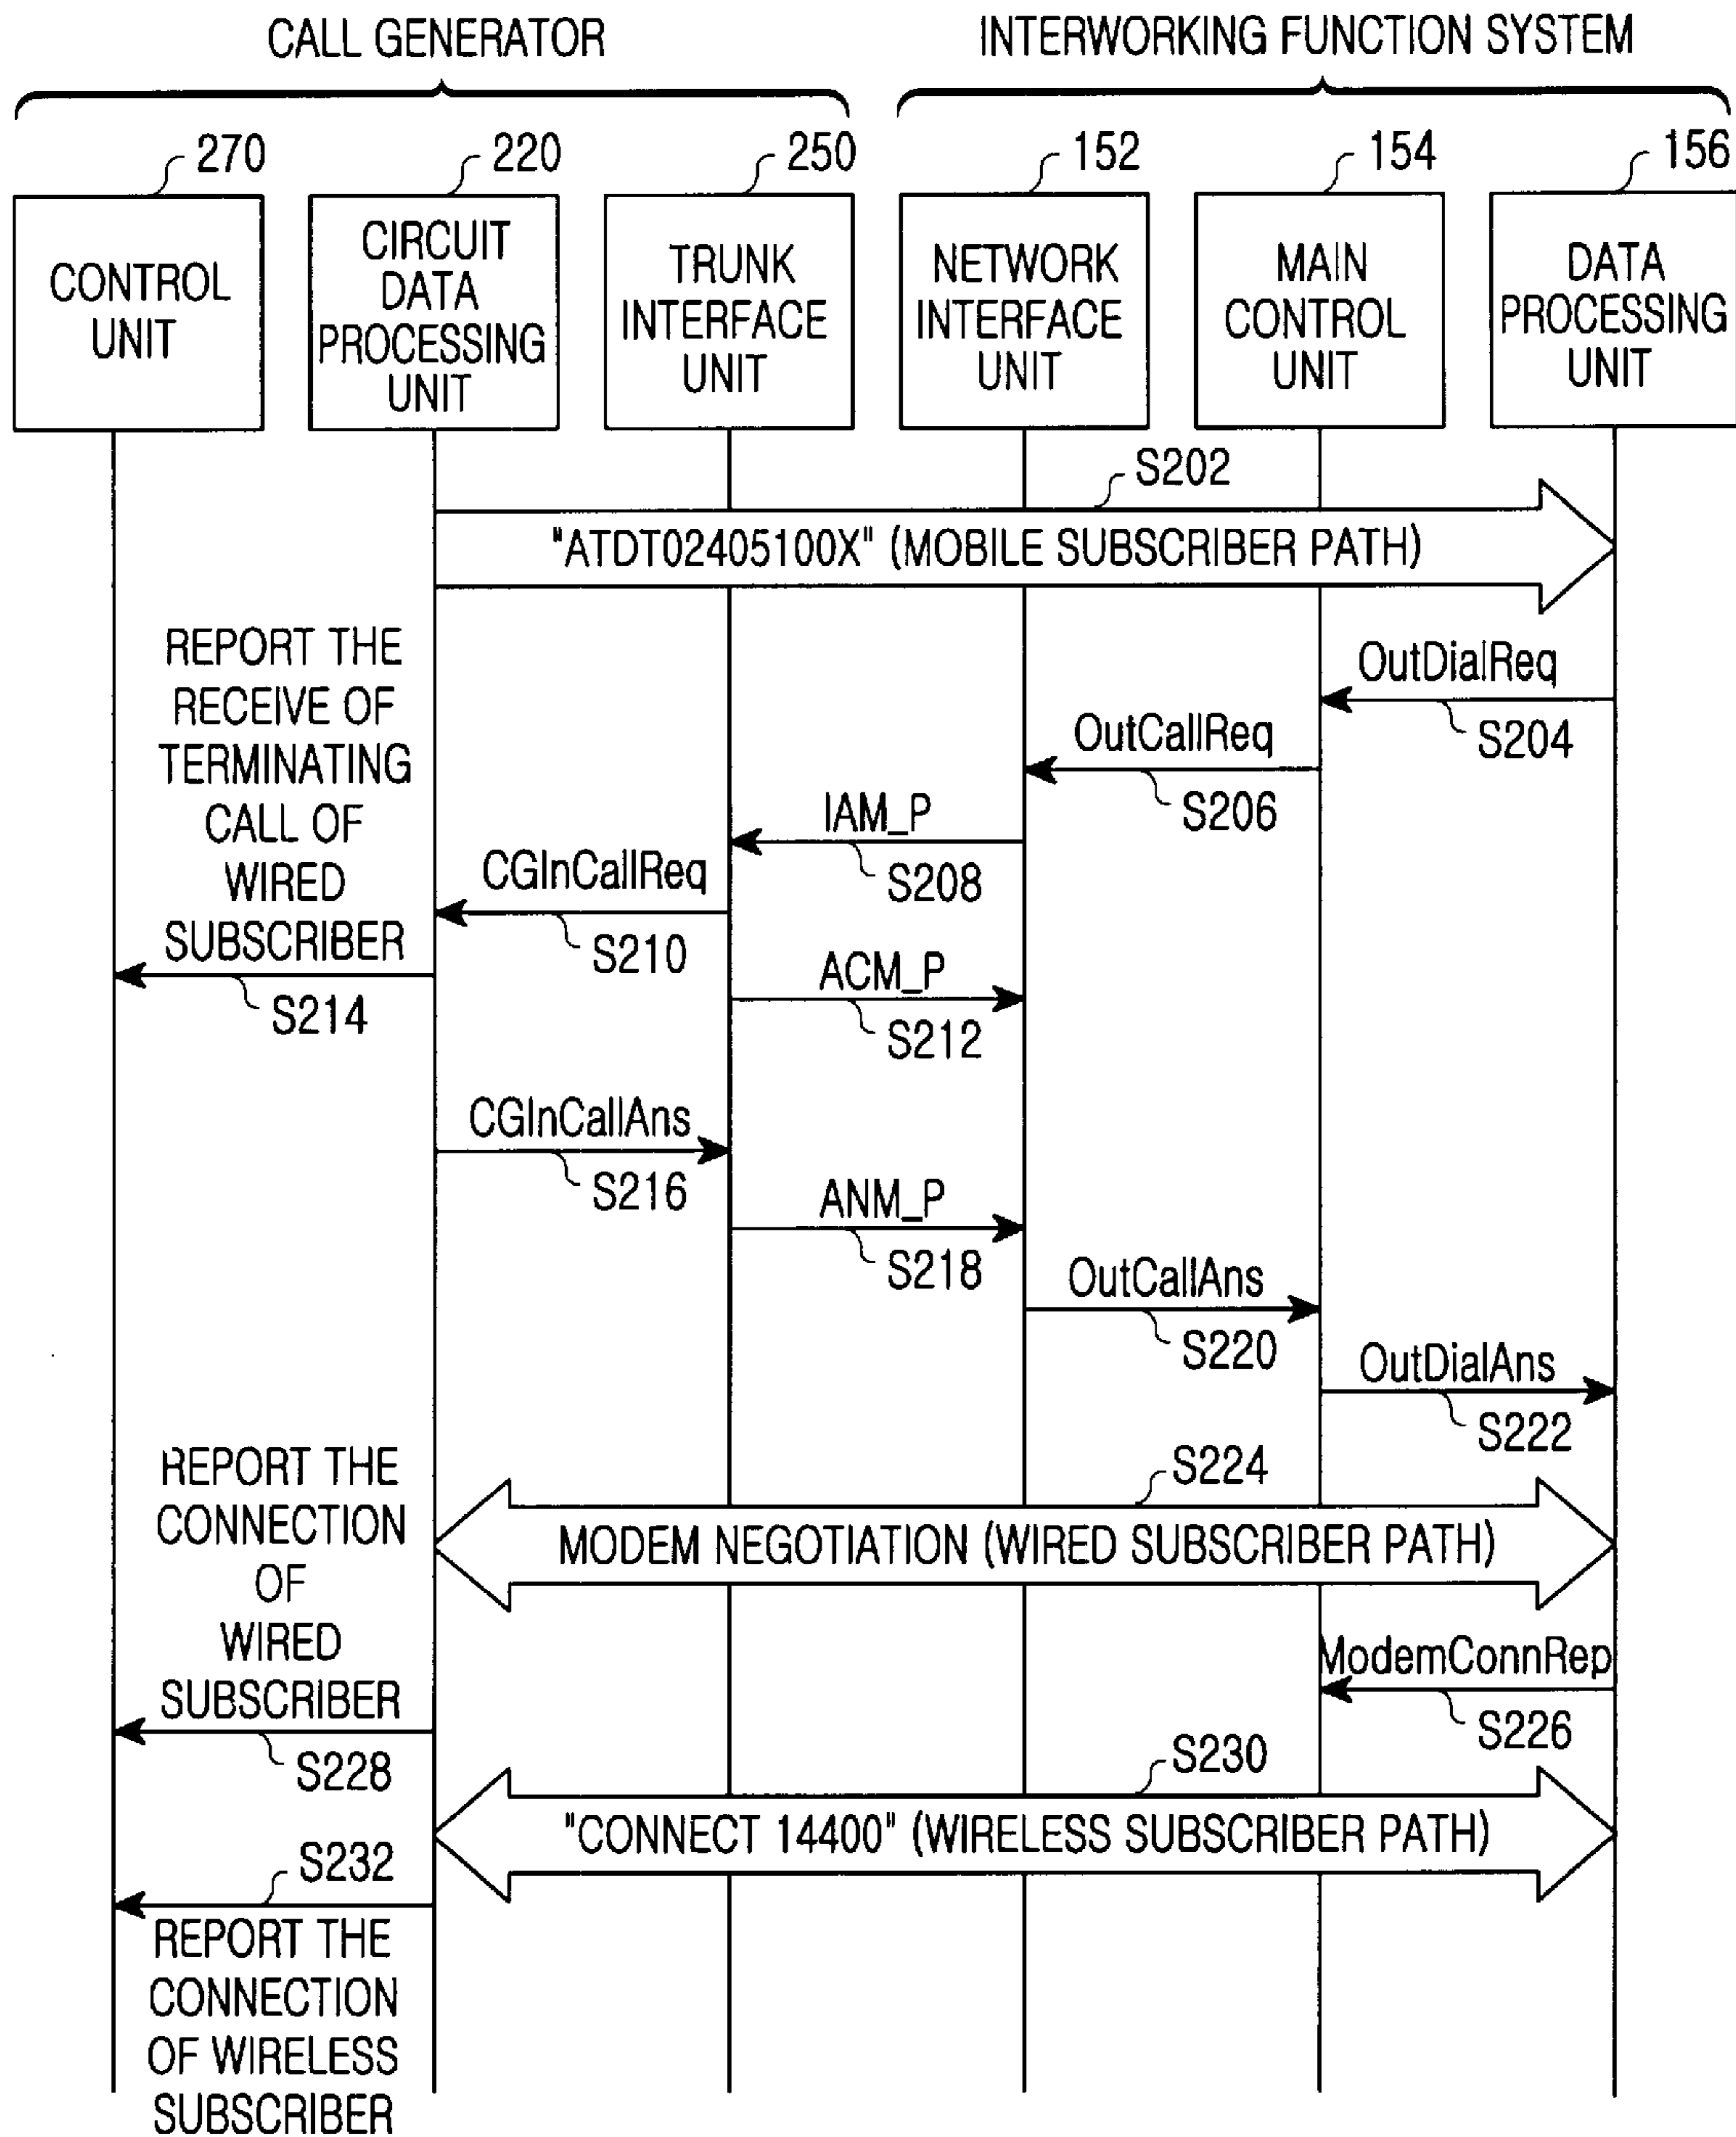 CALL GENERATOR
INTERWORKING FUNCTION SYSTEM
270
220
250
152
154
156
CONTROL
UNIT
CIRCUIT
DATA
PROCESSING
UNIT
TRUNK
INTERFACE
UNIT
NETWORK
INTERFACE
UNIT
MAIN
CONTROL
UNIT
DATA
PROCESSING
UNIT
S202
"ATDT02405100X" (MOBILE SUBSCRIBER PATH)
REPORT THE
RECEIVE OF
TERMINATING
CALL OF
WIRED
SUBSCRIBER
OutDialReq
S204
OutCallReq
S206
IAM_P
S208
CGInCallReq
S210
S214
ACM_P
S212
CGInCallAns
S216
ANM_P
S218
OutCallAns
S220
OutDialAns
S222
REPORT THE
CONNECTION
OF
WIRED
SUBSCRIBER
S224
MODEM NEGOTIATION (WIRED SUBSCRIBER PATH)
ModemConnRep
S226
S228
S230
"CONNECT 14400" (WIRELESS SUBSCRIBER PATH)
S232
REPORT THE
CONNECTION
OF WIRELESS
SUBSCRIBER